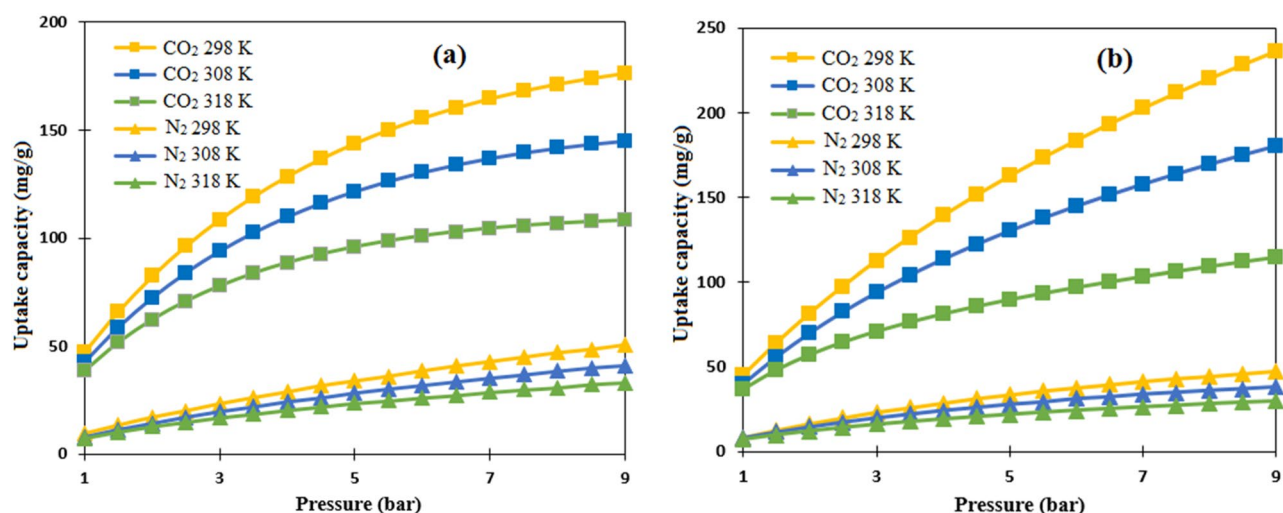 (a)
CO₂ 298 K
CO₂ 308 K
CO₂ 318 K
N₂ 298 K
N₂ 308 K
N₂ 318 K
Uptake capacity (mg/g)
200
150
100
50
0
1 3 5 7 9
Pressure (bar)
(b)
CO₂ 298 K
CO₂ 308 K
CO₂ 318 K
N₂ 298 K
N₂ 308 K
N₂ 318 K
Uptake capacity (mg/g)
250
200
150
100
50
0
1 3 5 7 9
Pressure (bar)